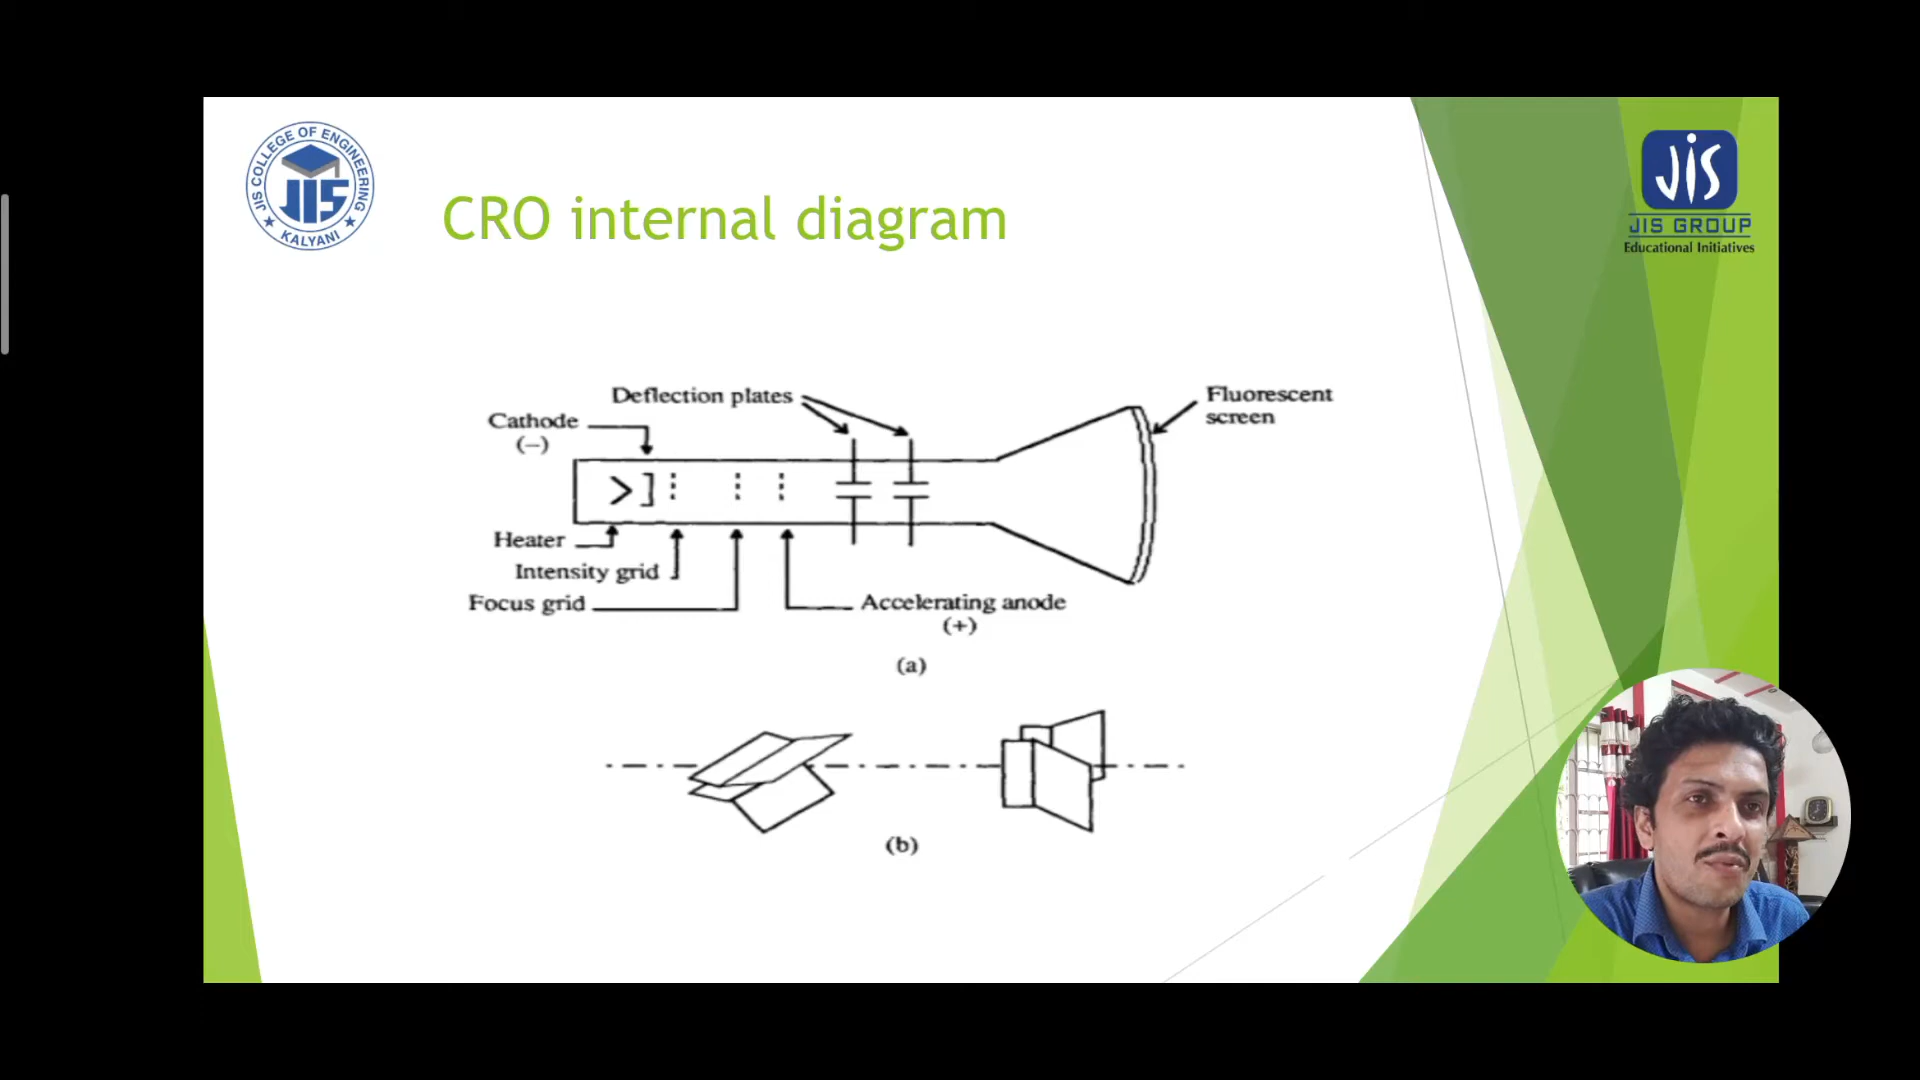 JIS COLLEGE OF ENGINEERING
JIS
KALYANI
CRO internal diagram
JIS
JIS GROUP
Educational Initiatives
Deflection plates
Fluorescent
screen
Cathode
(−)
Heater
Intensity grid
Focus grid
Accelerating anode
(+)
(a)
(b)